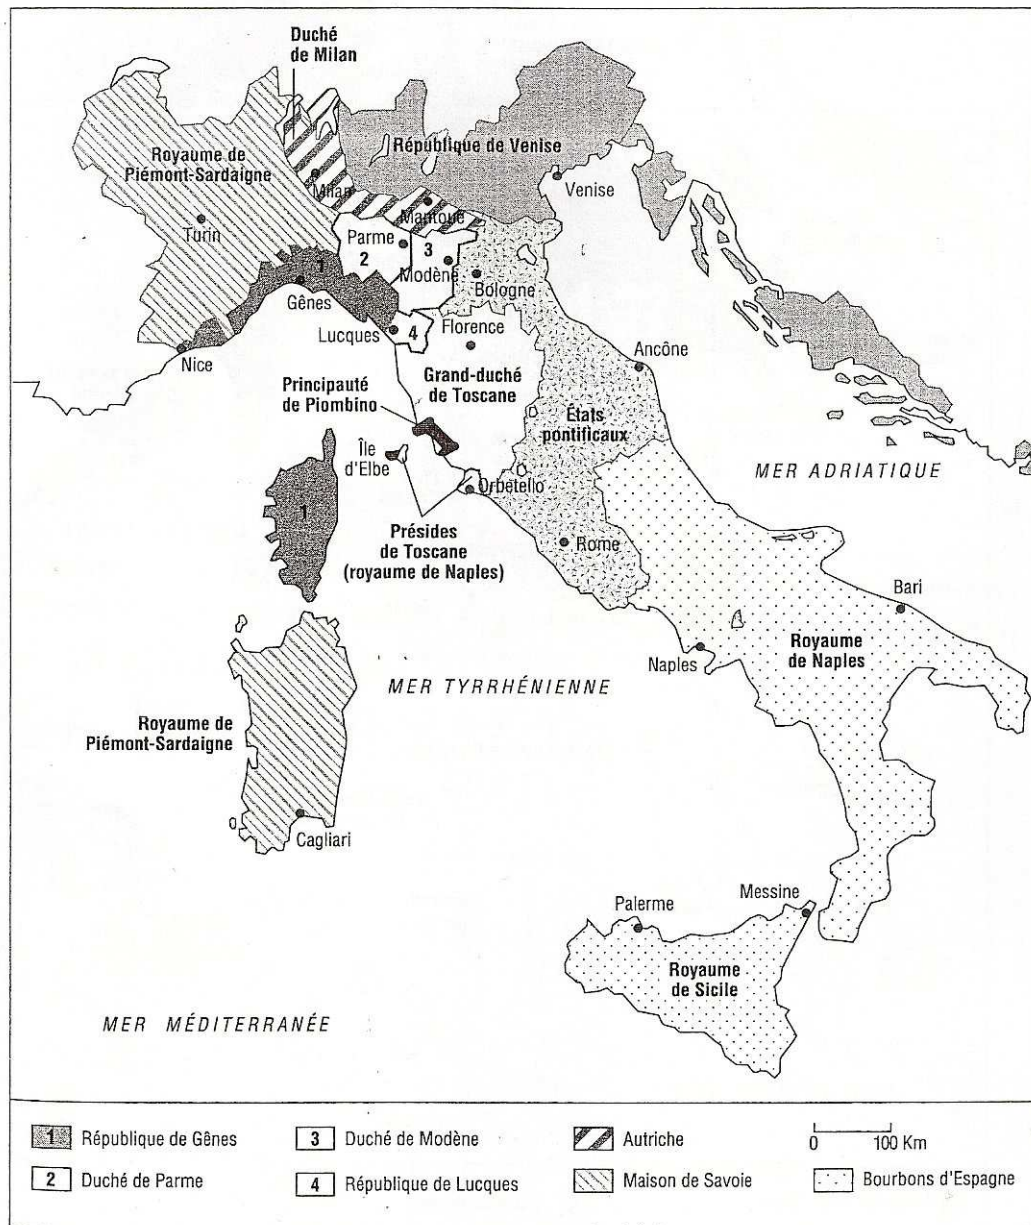 Duché
de Milan
République de Venise
Royaume de
Piémont-Sardaigne
Milan
Venise
Mantoue
Turin
Parme
3
2
1
Modène
Bologne
Gênes
Lucques
4
Florence
Nice
Ancône
Grand-duché
de Toscane
Principauté
de Piombino
États
pontificaux
Île
d'Elbe
MER ADRIATIQUE
Orbetello
1
Présides
de Toscane
(royaume de Naples)
Rome
Bari
Royaume
de Naples
Naples
MER TYRRHÉNIENNE
Royaume de
Piémont-Sardaigne
Cagliari
Messine
Palerme
Royaume
de Sicile
MER MÉDITERRANÉE
1 République de Gênes
3 Duché de Modène
Autriche
0 100 Km
2 Duché de Parme
4 République de Lucques
Maison de Savoie
Bourbons d'Espagne